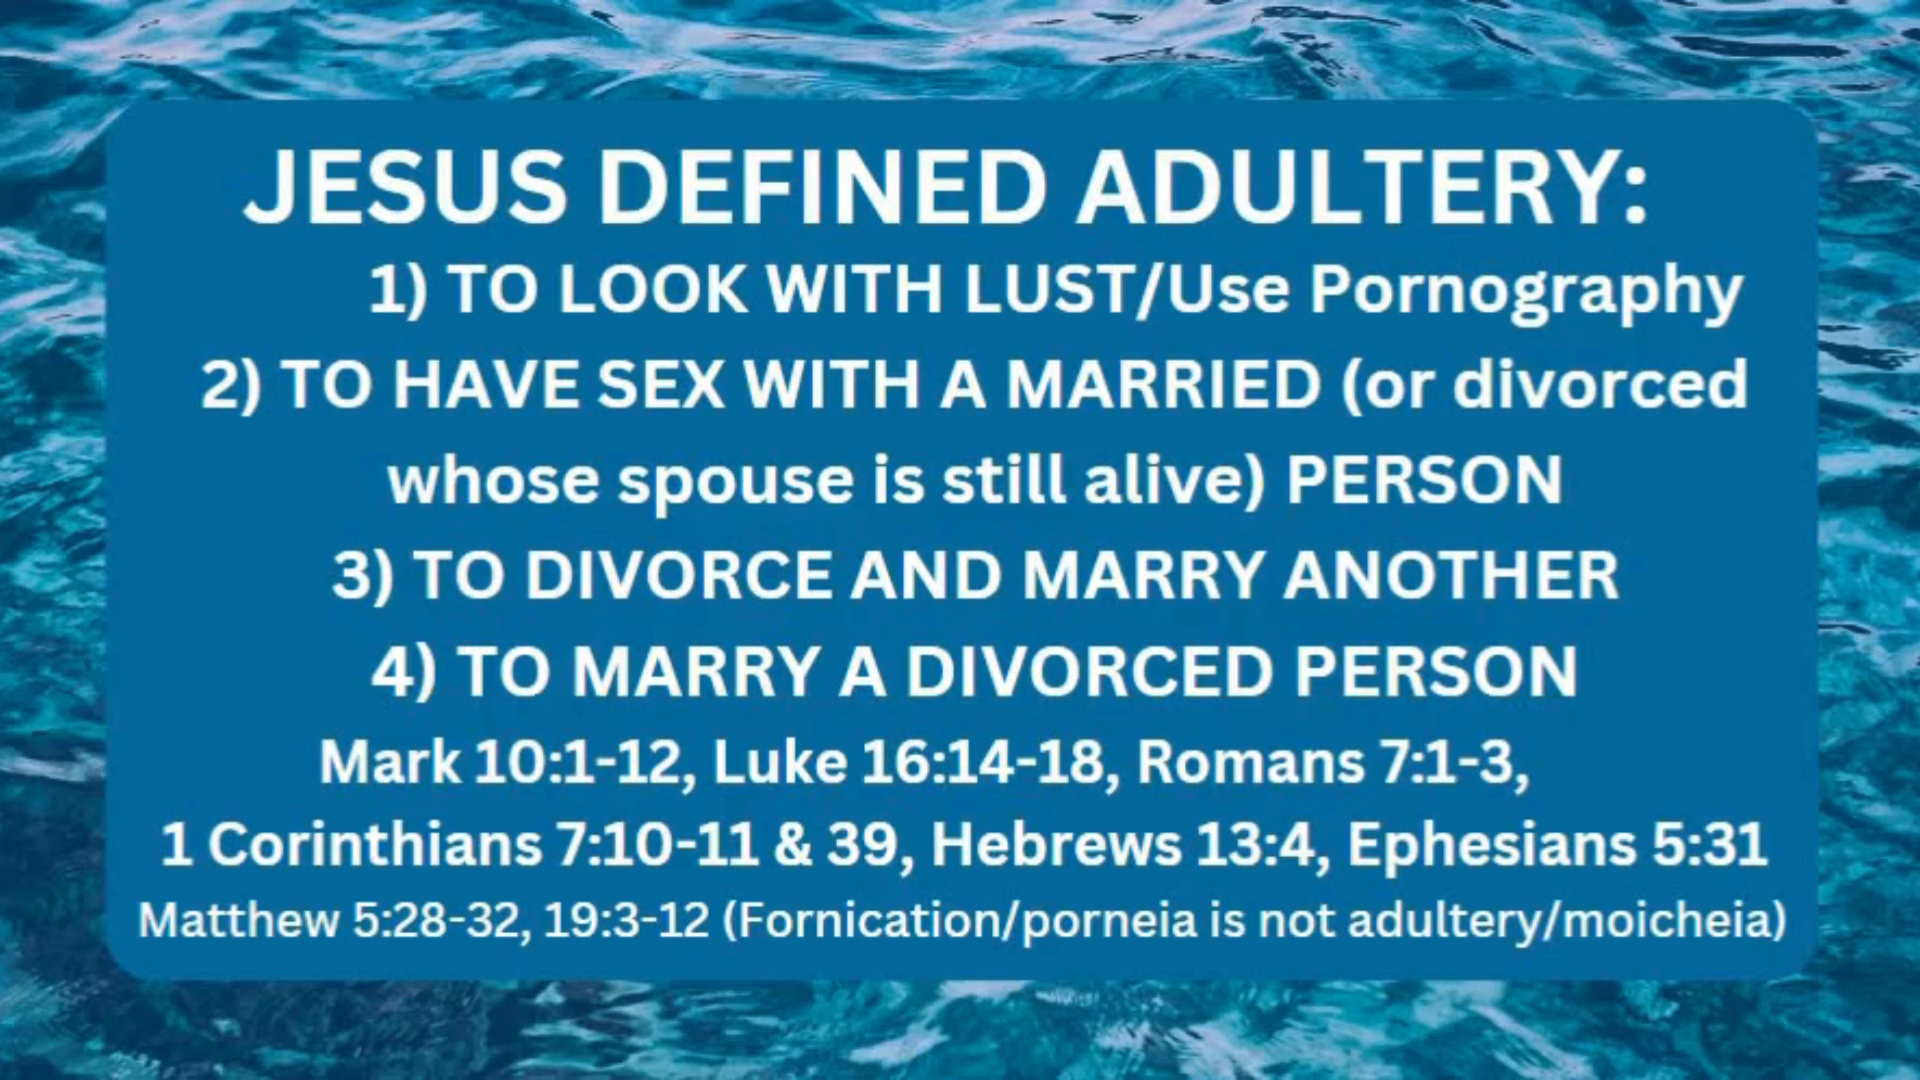 JESUS DEFINED ADULTERY:
1) TO LOOK WITH LUST/Use Pornography
2) TO HAVE SEX WITH A MARRIED (or divorced
whose spouse is still alive) PERSON
3) TO DIVORCE AND MARRY ANOTHER
4) TO MARRY A DIVORCED PERSON
Mark 10:1-12, Luke 16:14-18, Romans 7:1-3,
1 Corinthians 7:10-11 & 39, Hebrews 13:4, Ephesians 5:31
Matthew 5:28-32, 19:3-12 (Fornication/porneia is not adultery/moicheia)